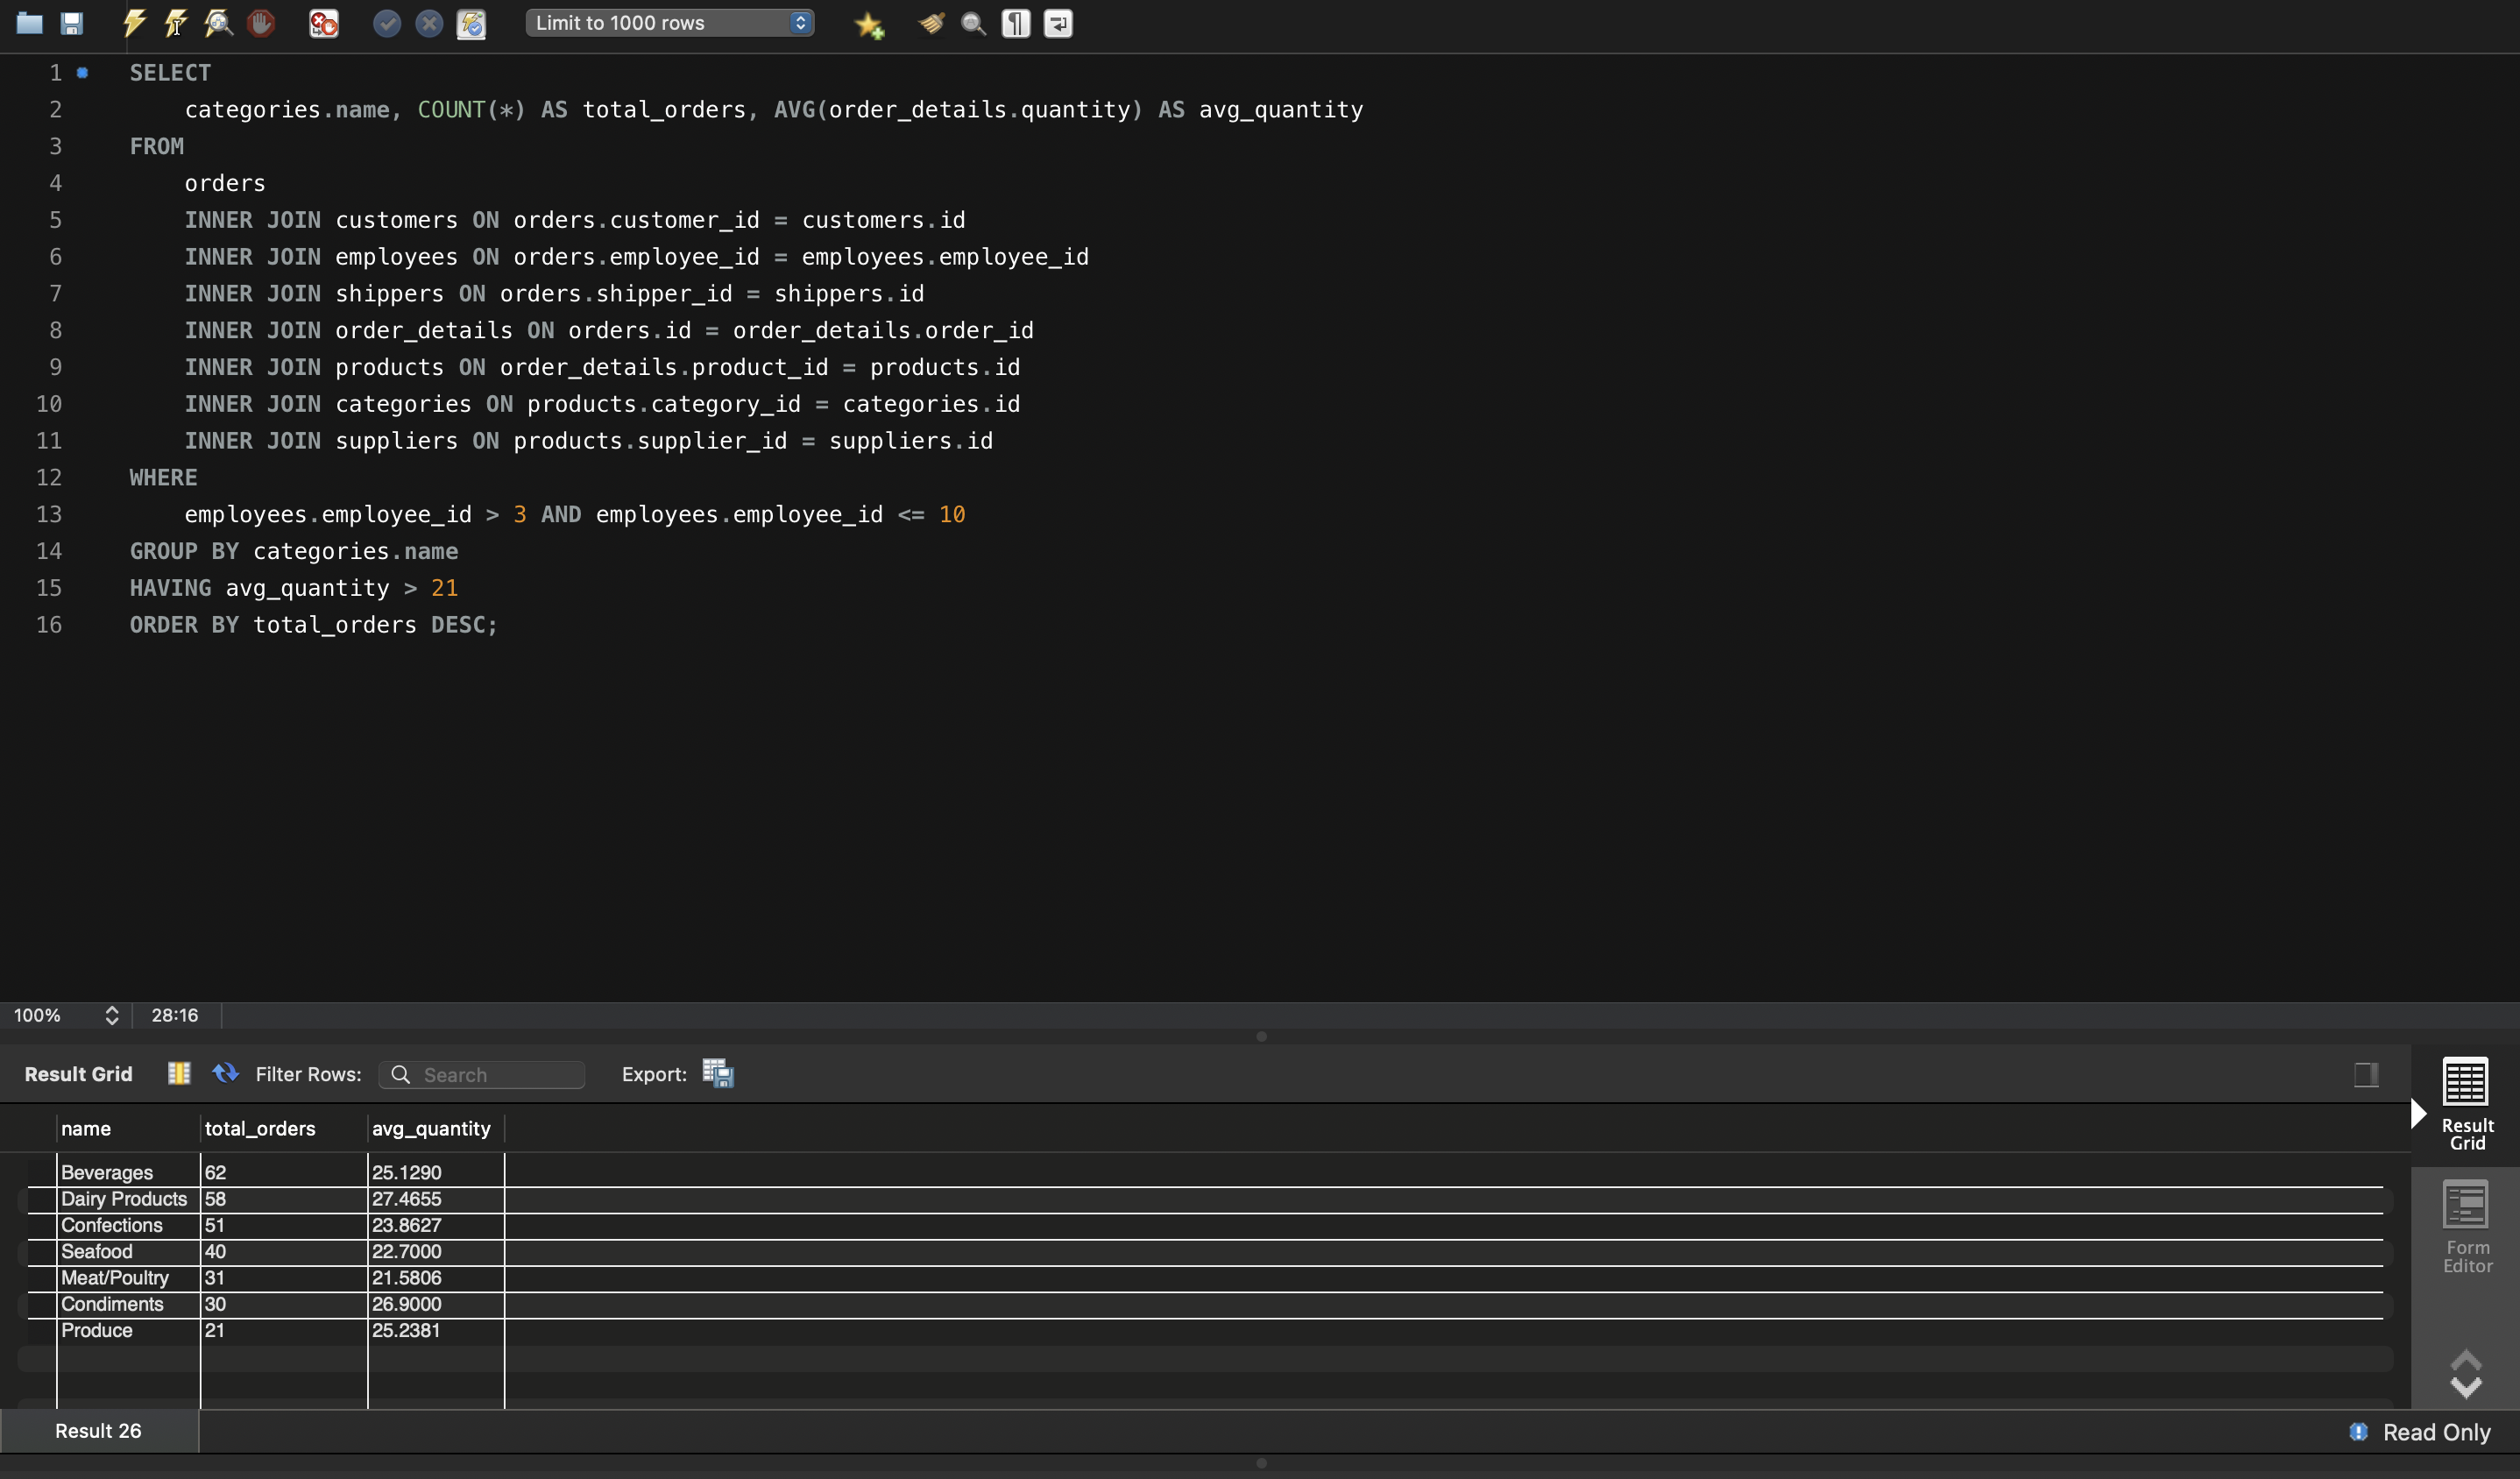 Limit to 1000 rows
1 SELECT
2 categories.name, COUNT(*) AS total_orders, AVG(order_details.quantity) AS avg_quantity
3 FROM
4 orders
5 INNER JOIN customers ON orders.customer_id = customers.id
6 INNER JOIN employees ON orders.employee_id = employees.employee_id
7 INNER JOIN shippers ON orders.shipper_id = shippers.id
8 INNER JOIN order_details ON orders.id = order_details.order_id
9 INNER JOIN products ON order_details.product_id = products.id
10 INNER JOIN categories ON products.category_id = categories.id
11 INNER JOIN suppliers ON products.supplier_id = suppliers.id
12 WHERE
13 employees.employee_id > 3 AND employees.employee_id <= 10
14 GROUP BY categories.name
15 HAVING avg_quantity > 21
16 ORDER BY total_orders DESC;
100% 28:16
Result Grid Filter Rows: Search Export:
name total_orders avg_quantity
Beverages 62 25.1290
Dairy Products 58 27.4655
Confections 51 23.8627
Seafood 40 22.7000
Meat/Poultry 31 21.5806
Condiments 30 26.9000
Produce 21 25.2381
Result
Grid
Form
Editor
Result 26 Read Only